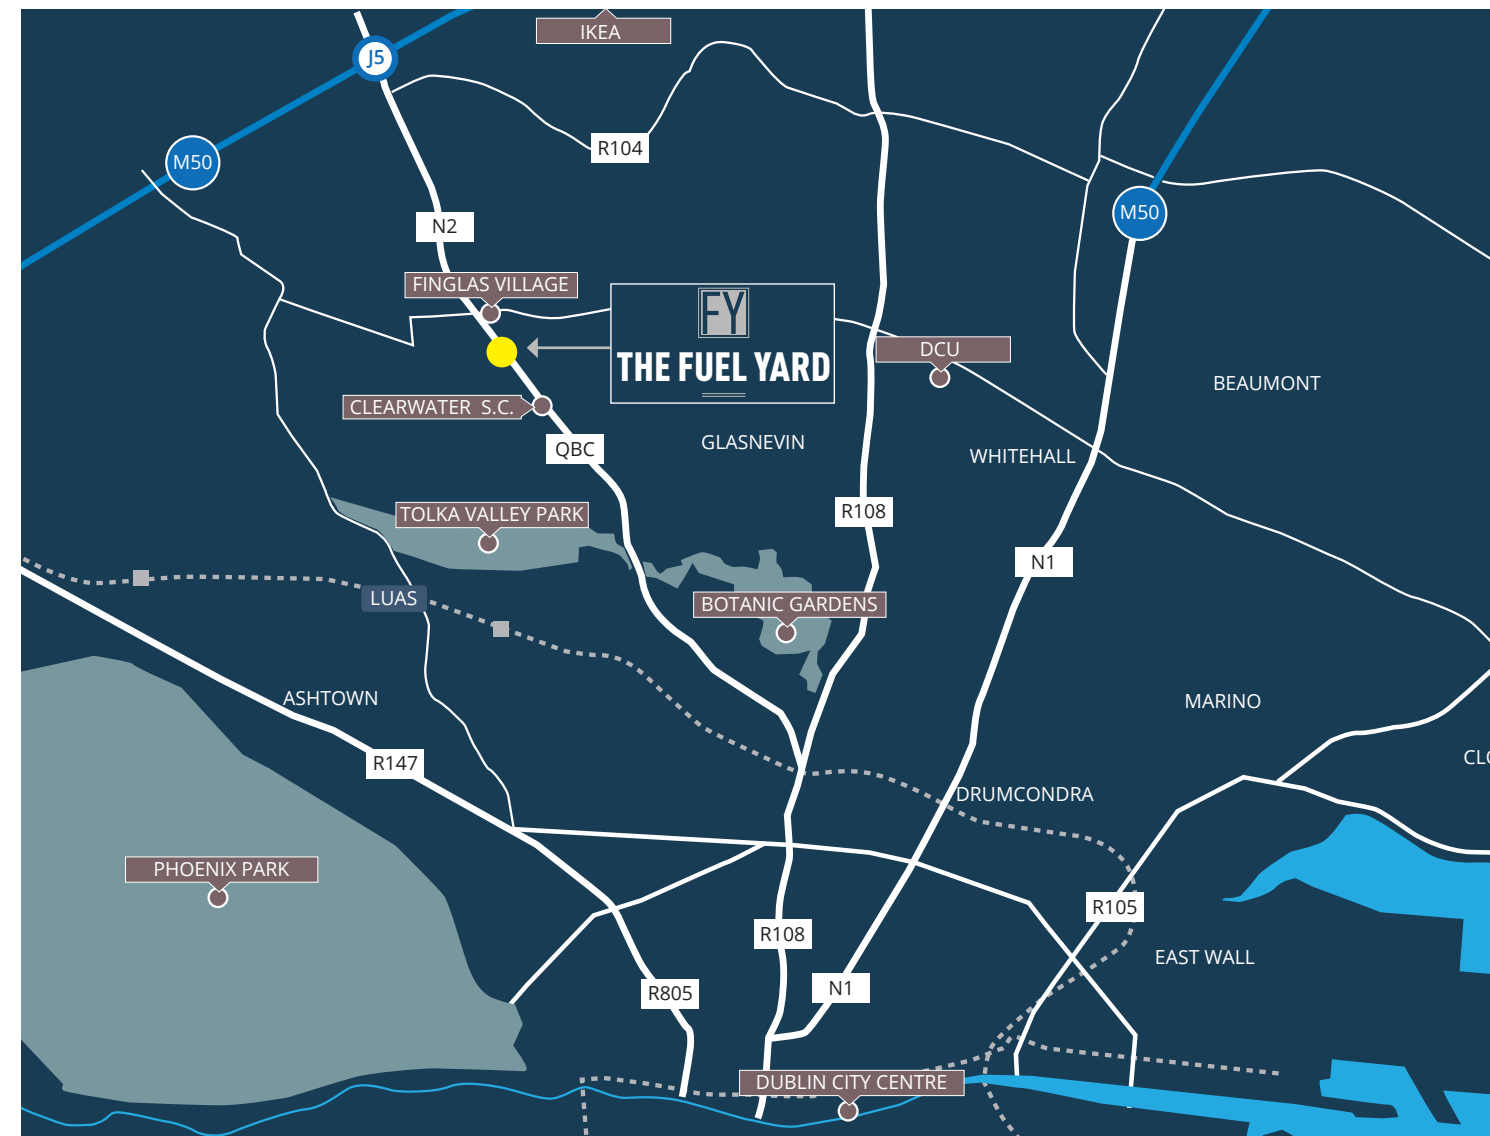 IKEA
J5
R104
M50
M50
N2
FINGLAS VILLAGE
FY
THE FUEL YARD
DCU
BEAUMONT
CLEARWATER S.C.
GLASNEVIN
QBC
WHITEHALL
TOLKA VALLEY PARK
R108
N1
LUAS
BOTANIC GARDENS
ASHTOWN
MARINO
R147
CLO
DRUMCONDRA
PHOENIX PARK
R105
R108
EAST WALL
R805
N1
DUBLIN CITY CENTRE